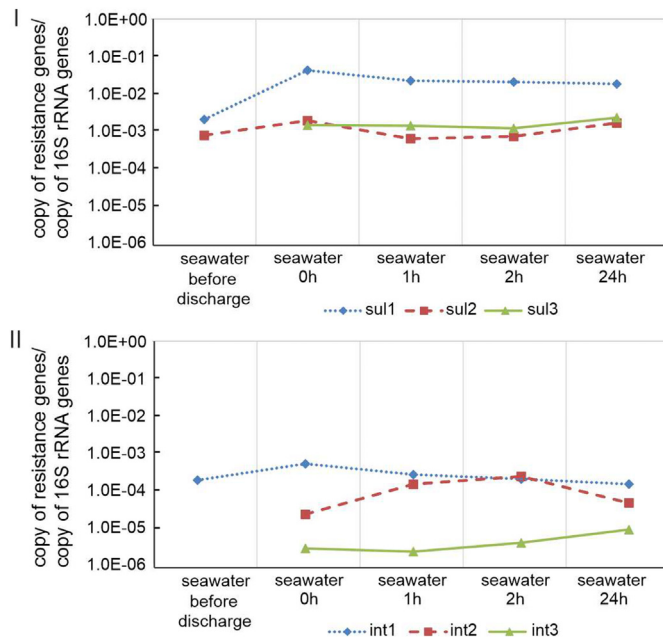 I
copy of resistance genes/
copy of 16S rRNA genes
1.0E+00
1.0E-01
1.0E-02
1.0E-03
1.0E-04
1.0E-05
1.0E-06
seawater before discharge
seawater 0h
seawater 1h
seawater 2h
seawater 24h
sul1 sul2 sul3
II
copy of resistance genes/
copy of 16S rRNA genes
1.0E+00
1.0E-01
1.0E-02
1.0E-03
1.0E-04
1.0E-05
1.0E-06
seawater before discharge
seawater 0h
seawater 1h
seawater 2h
seawater 24h
int1 int2 int3